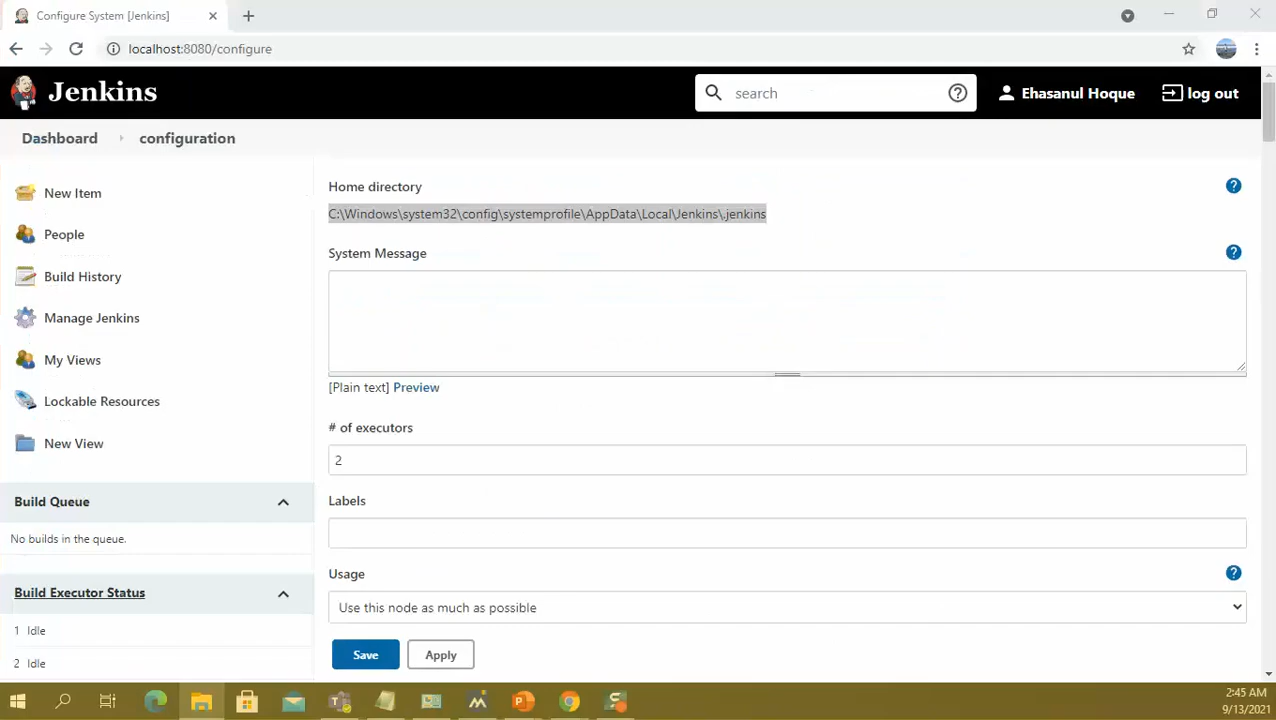 Configure System [Jenkins]
localhost:8080/configure
Jenkins
search
Ehasanul Hoque
log out
Dashboard
configuration
New Item
People
Build History
Manage Jenkins
My Views
Lockable Resources
New View
Build Queue
No builds in the queue.
Build Executor Status
1 Idle
2 Idle
Home directory
C:\Windows\system32\config\systemprofile\AppData\Local\Jenkins\.jenkins
System Message
[Plain text] Preview
# of executors
2
Labels
Usage
Use this node as much as possible
Save
Apply
2:45 AM
9/13/2021